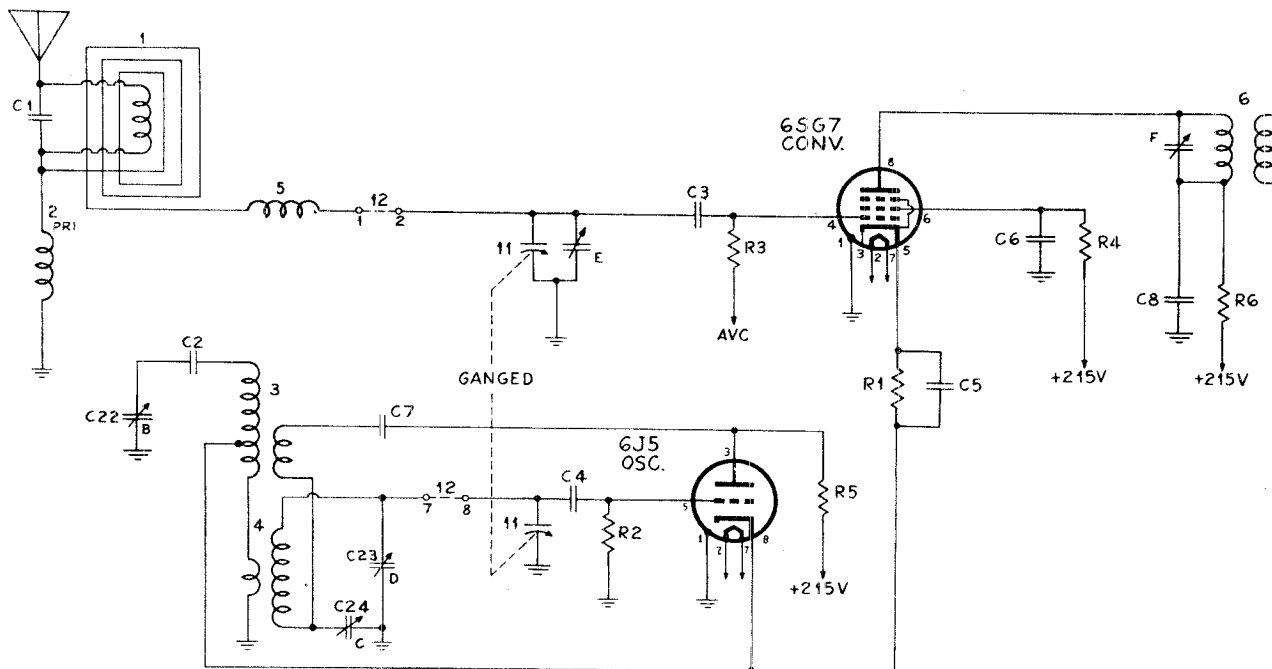 1
C1
2
PRI
5
12
1
2
11
E
C3
R3
AVC
6SG7
CONV.
8
4
6
1
3
2
7
5
C6
R4
+215V
F
6
C8
R6
+215V
R1
C5
C2
C22
B
3
GANGED
C7
6J5
OSC.
3
5
1
2
7
8
4
12
7
8
C23
D
C24
C
11
C4
R2
R5
+215V